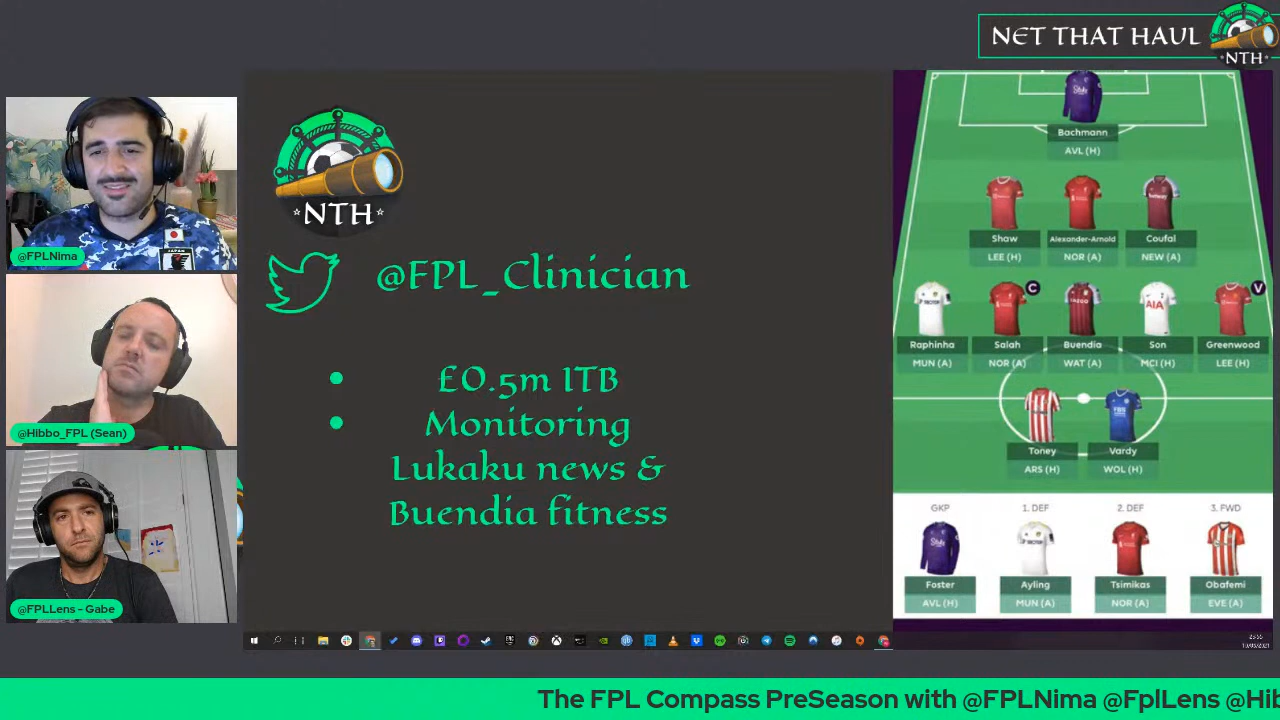 NET THAT HAUL
NTH
@FPLNima
@Hibbo_FPL (Sean)
@FPLLens - Gabe
NTH
@FPL_Clinician
• £0.5m ITB
• Monitoring
Lukaku news &
Buendia fitness
Bachmann
AVL (H)
Shaw
LEE (H)
Alexander-Arnold
NOR (A)
Coufal
NEW (A)
Raphinha
MUN (A)
C
Salah
NOR (A)
Buendia
WAT (A)
AIA
Son
MCI (H)
V
Greenwood
LEE (H)
Toney
ARS (H)
Vardy
WOL (H)
GKP
Foster
AVL (H)
1. DEF
Ayling
MUN (A)
2. DEF
Tsimikas
NOR (A)
3. FWD
Obafemi
EVE (A)
JAPAN
The FPL Compass PreSeason with @FPLNima @FplLens @Hib